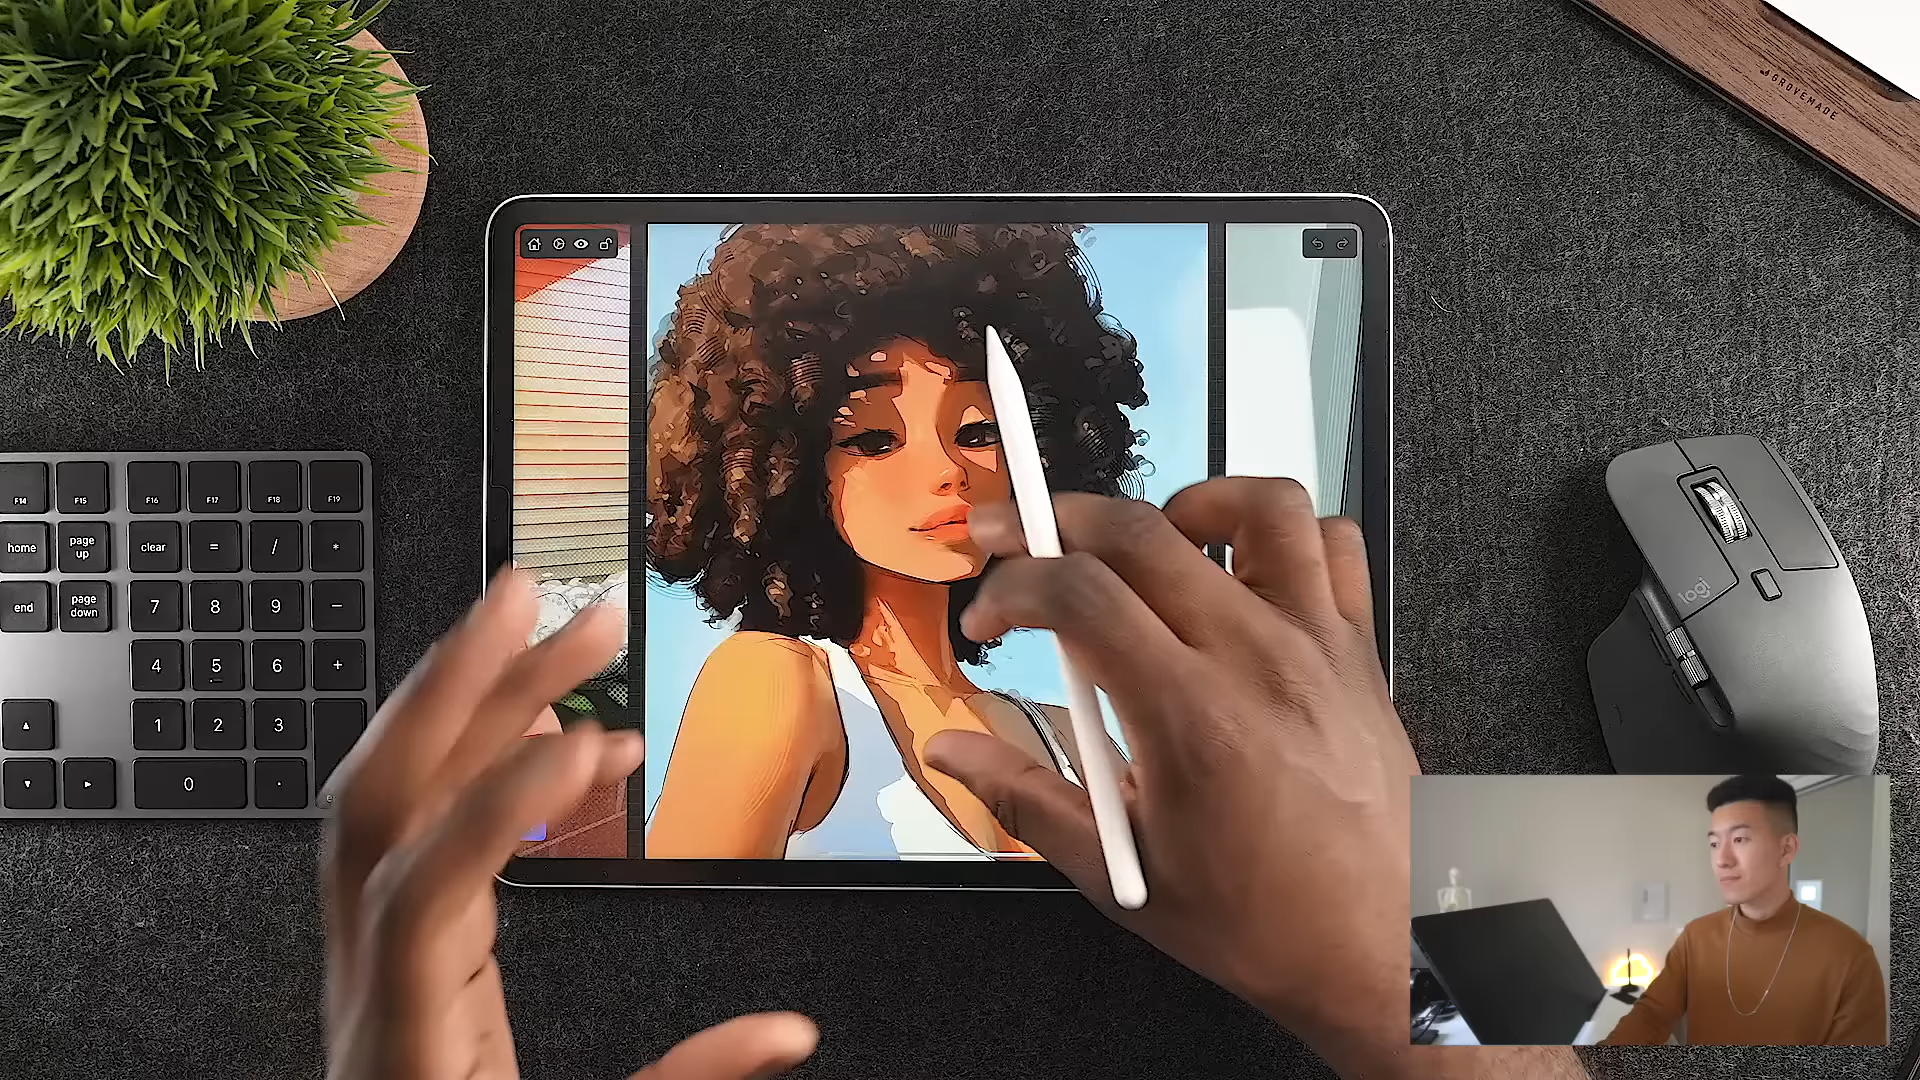 GROVEMADE
F14 F15 F16 F17 F18 F19
home page up clear = / *
end page down 7 8 9 −
4 5 6 +
1 2 3
0 .
logi